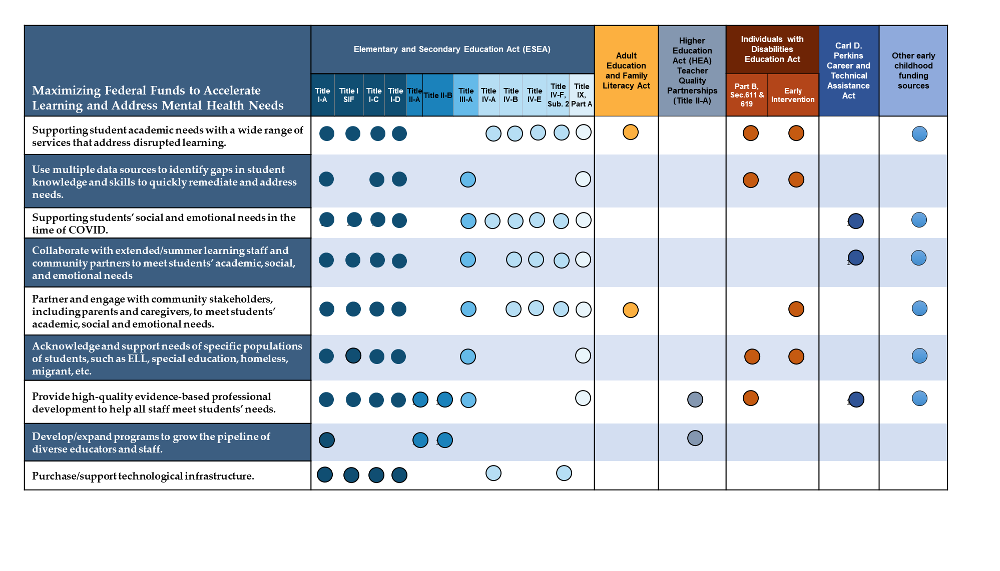 Maximizing Federal Funds to Accelerate
Learning and Address Mental Health Needs
Elementary and Secondary Education Act (ESEA)
Title
I-A
Title I
SIF
Title
I-C
Title
I-D
Title
II-A
Title II-B
Title
III-A
Title
IV-A
Title
IV-B
Title
IV-E
Title
IV-F,
Sub. 2
Title
IX,
Part A
Adult
Education
and Family
Literacy Act
Higher
Education
Act (HEA)
Teacher
Quality
Partnerships
(Title II-A)
Individuals with
Disabilities
Education Act
Part B,
Sec.611 &
619
Early
Intervention
Carl D.
Perkins
Career and
Technical
Assistance
Act
Other early
childhood
funding
sources
Supporting student academic needs with a wide range of
services that address disrupted learning.
Use multiple data sources to identify gaps in student
knowledge and skills to quickly remediate and address
needs.
Supporting students’ social and emotional needs in the
time of COVID.
Collaborate with extended/summer learning staff and
community partners to meet students’ academic, social,
and emotional needs
Partner and engage with community stakeholders,
including parents and caregivers, to meet students’
academic, social and emotional needs.
Acknowledge and support needs of specific populations
of students, such as ELL, special education, homeless,
migrant, etc.
Provide high-quality evidence-based professional
development to help all staff meet students’ needs.
Develop/expand programs to grow the pipeline of
diverse educators and staff.
Purchase/support technological infrastructure.